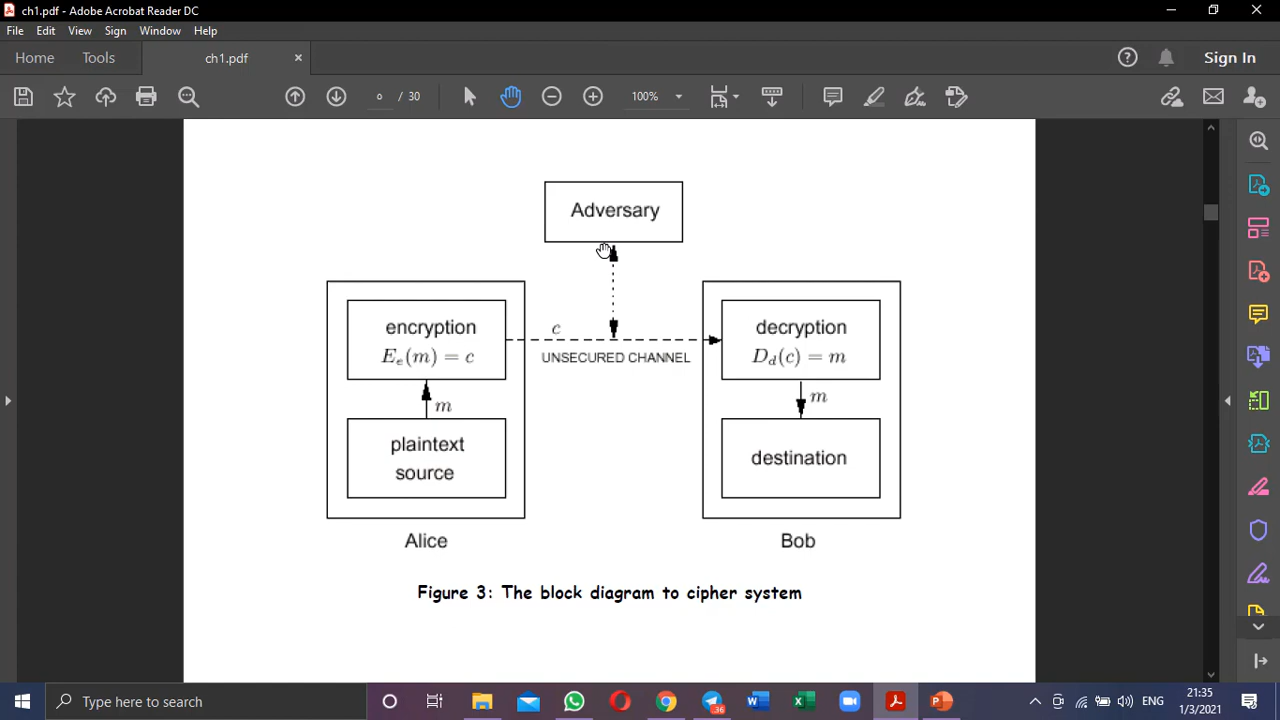 ch1.pdf - Adobe Acrobat Reader DC
File Edit View Sign Window Help
Home Tools ch1.pdf × Sign In
/ 30 100%
Adversary
encryption
E_e(m) = c
c
UNSECURED CHANNEL
decryption
D_d(c) = m
m
m
plaintext
source
destination
Alice
Bob
Figure 3: The block diagram to cipher system
Type here to search
36
ENG
21:35
1/3/2021